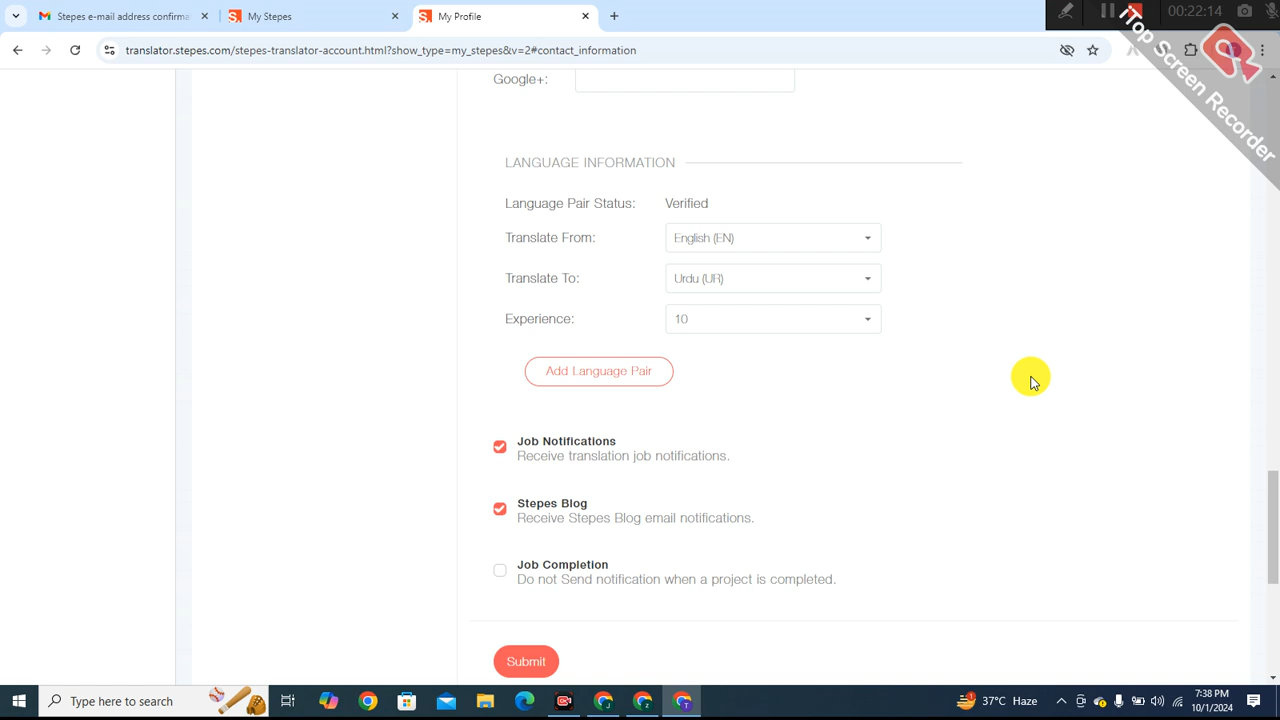 Stepes e-mail address confirma
My Stepes
My Profile
00:22:14
translator.stepes.com/stepes-translator-account.html?show_type=my_stepes&v=2#contact_information
iTop Screen Recorder
Google+:
LANGUAGE INFORMATION
Language Pair Status: Verified
Translate From: English (EN)
Translate To: Urdu (UR)
Experience: 10
Add Language Pair
Job Notifications
Receive translation job notifications.
Stepes Blog
Receive Stepes Blog email notifications.
Job Completion
Do not Send notification when a project is completed.
Submit
Type here to search
37°C Haze
7:38 PM
10/1/2024